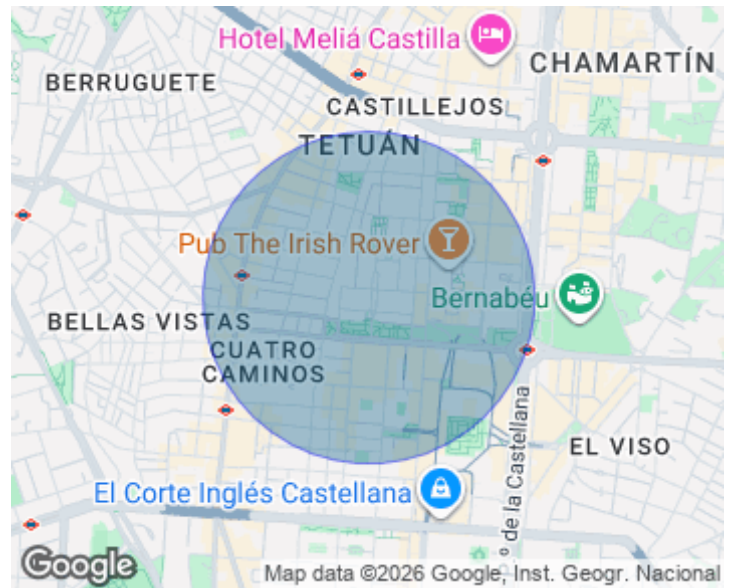 Hotel Meliá Castilla
CHAMARTÍN
BERRUGUETE
CASTILLEJOS
TETUÁN
Pub The Irish Rover
Bernabéu
BELLAS VISTAS
CUATRO
CAMINOS
EL VISO
El Corte Inglés Castellana
º de la Castellana
Google
Map data ©2026 Google, Inst. Geogr. Nacional